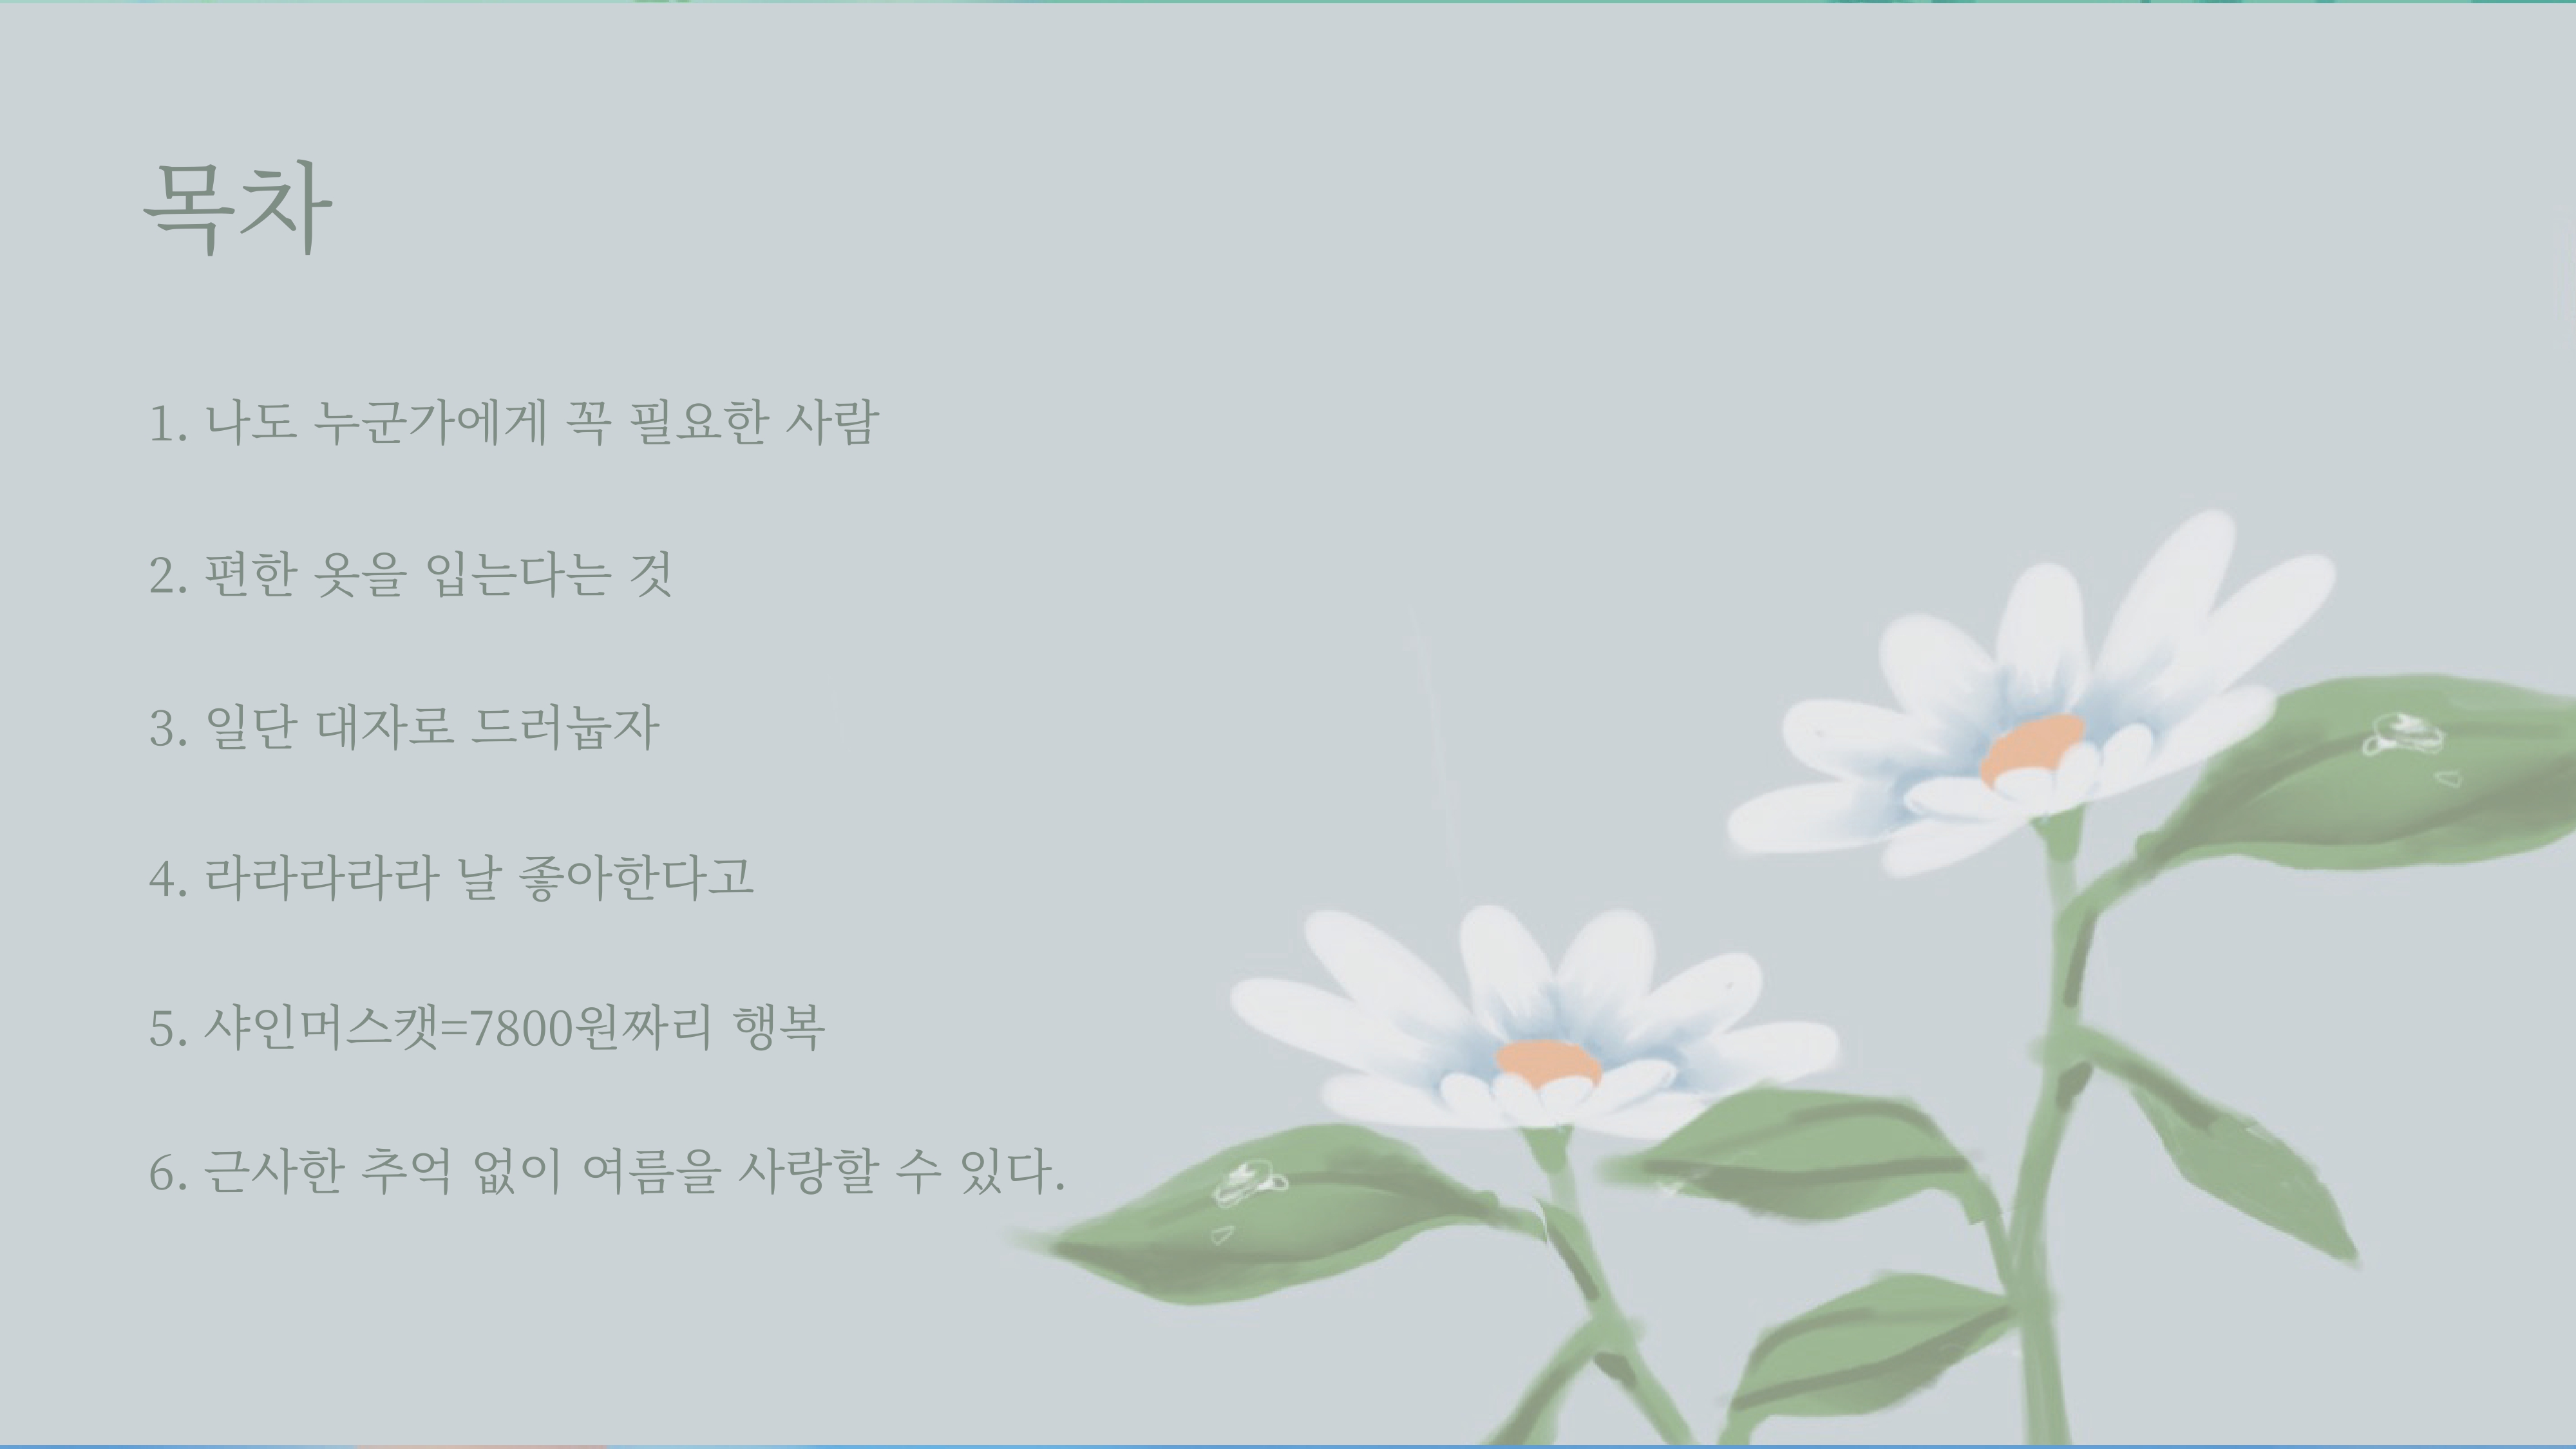 목차
1. 나도 누군가에게 꼭 필요한 사람
2. 편한 옷을 입는다는 것
3. 일단 대자로 드러눕자
4. 라라라라라 날 좋아한다고
5. 샤인머스캣=7800원짜리 행복
6. 근사한 추억 없이 여름을 사랑할 수 있다.